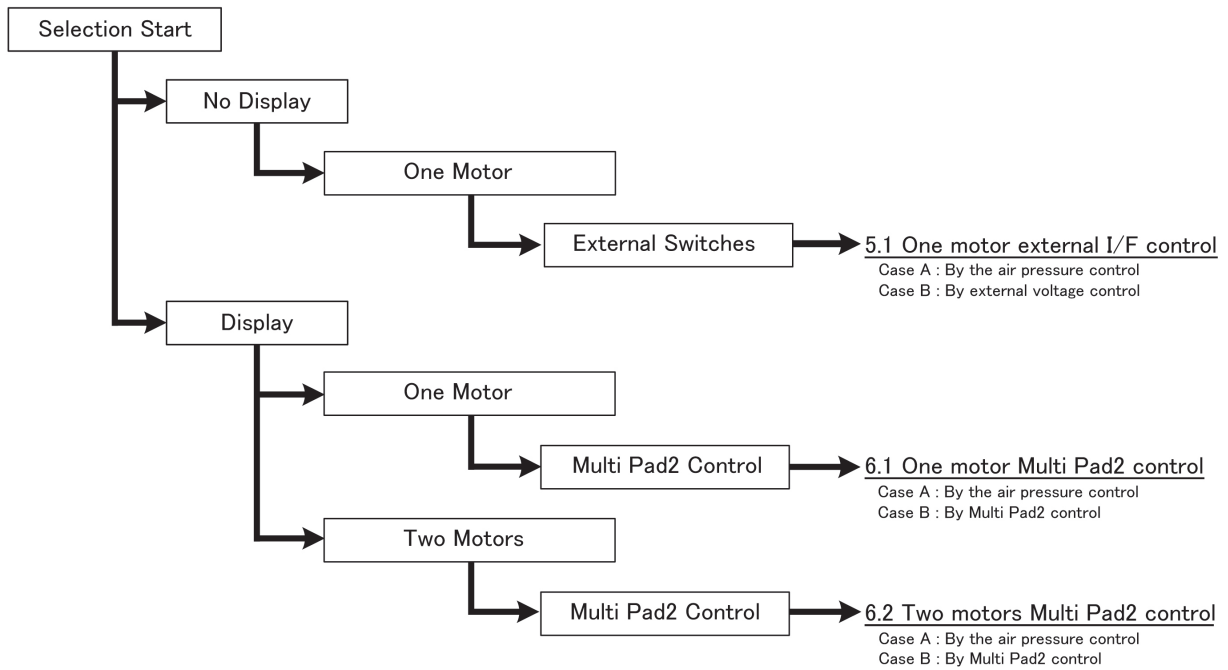 Selection Start
No Display
One Motor
External Switches
5.1 One motor external I/F control
Case A : By the air pressure control
Case B : By external voltage control
Display
One Motor
Multi Pad2 Control
6.1 One motor Multi Pad2 control
Case A : By the air pressure control
Case B : By Multi Pad2 control
Two Motors
Multi Pad2 Control
6.2 Two motors Multi Pad2 control
Case A : By the air pressure control
Case B : By Multi Pad2 control